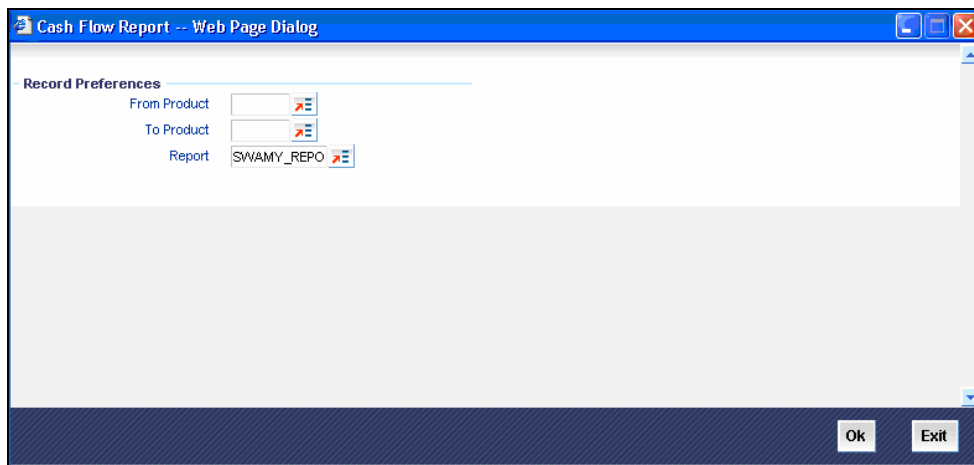 Cash Flow Report -- Web Page Dialog
Record Preferences
From Product
To Product
Report SWAMY_REPO
Ok Exit